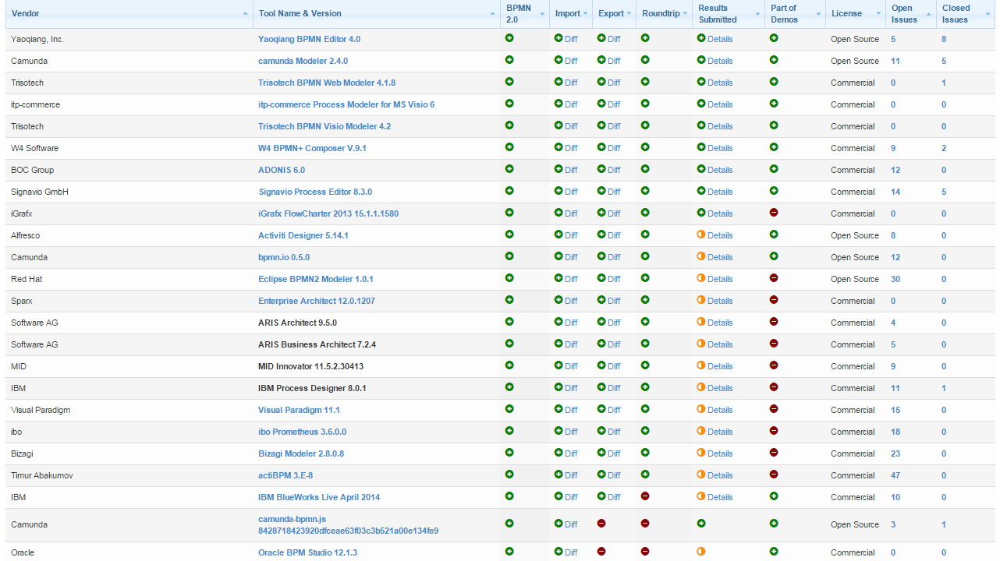 Vendor Tool Name & Version BPMN 2.0 Import Export Roundtrip Results Submitted Part of Demos License Open Issues Closed Issues
Yaoqiang, Inc. Yaoqiang BPMN Editor 4.0 Diff Diff Details Open Source 5 8
Camunda camunda Modeler 2.4.0 Diff Diff Details Open Source 11 5
Trisotech Trisotech BPMN Web Modeler 4.1.8 Diff Diff Details Commercial 0 1
itp-commerce itp-commerce Process Modeler for MS Visio 6 Diff Diff Details Commercial 0 0
Trisotech Trisotech BPMN Visio Modeler 4.2 Diff Diff Details Commercial 0 0
W4 Software W4 BPMN+ Composer V.9.1 Diff Diff Details Commercial 9 2
BOC Group ADONIS 6.0 Diff Diff Details Commercial 12 0
Signavio GmbH Signavio Process Editor 8.3.0 Diff Diff Details Commercial 14 5
iGrafx iGrafx FlowCharter 2013 15.1.1.1580 Diff Diff Details Commercial 0 0
Alfresco Activiti Designer 5.14.1 Diff Diff Details Open Source 8 0
Camunda bpmn.io 0.5.0 Diff Diff Details Open Source 12 0
Red Hat Eclipse BPMN2 Modeler 1.0.1 Diff Diff Details Open Source 30 0
Sparx Enterprise Architect 12.0.1207 Diff Diff Details Commercial 0 0
Software AG ARIS Architect 9.5.0 Diff Diff Details Commercial 4 0
Software AG ARIS Business Architect 7.2.4 Diff Diff Details Commercial 5 0
MID MID Innovator 11.5.2.30413 Diff Diff Details Commercial 9 0
IBM IBM Process Designer 8.0.1 Diff Diff Details Commercial 11 1
Visual Paradigm Visual Paradigm 11.1 Diff Diff Details Commercial 15 0
ibo ibo Prometheus 3.6.0.0 Diff Diff Details Commercial 18 0
Bizagi Bizagi Modeler 2.8.0.8 Diff Diff Details Commercial 23 0
Timur Abakumov actiBPM 3.E-8 Diff Diff Details Commercial 47 0
IBM IBM BlueWorks Live April 2014 Diff Diff Details Commercial 10 0
Camunda camunda-bpmn.js 8428718423920dfceae63f03c3b521a00e134fe9 Diff Open Source 3 1
Oracle Oracle BPM Studio 12.1.3 Diff Commercial 0 0